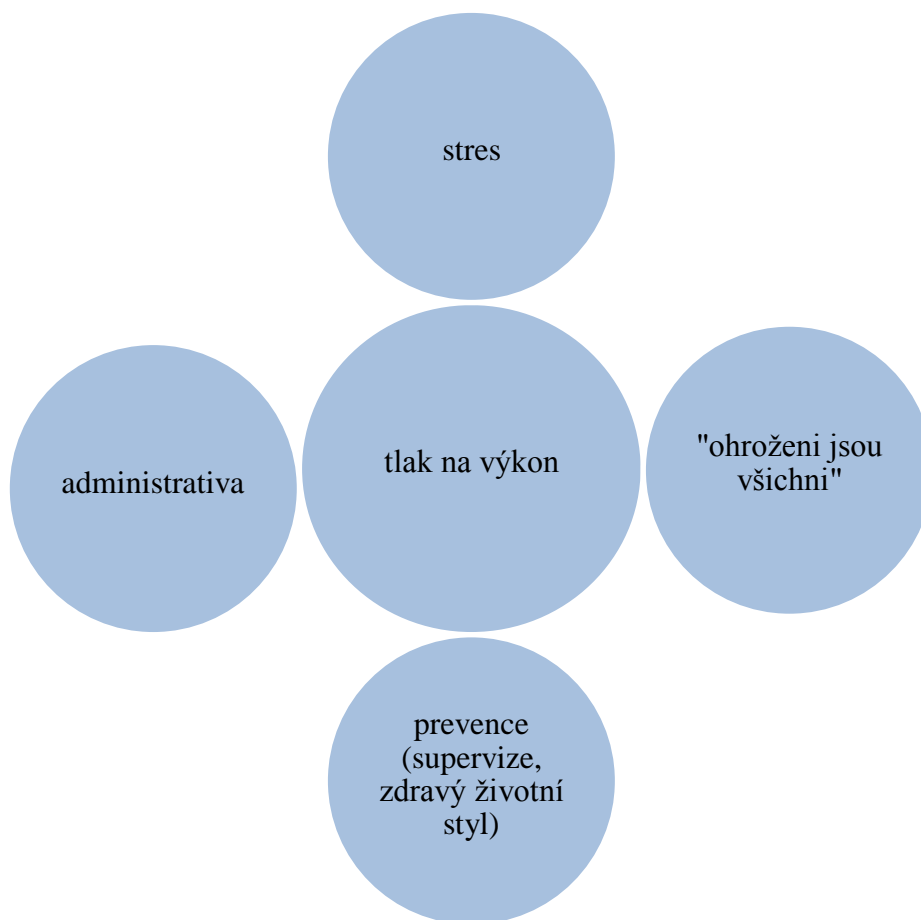 stres
administrativa
tlak na výkon
"ohroženi jsou
všichni"
prevence
(supervize,
zdravý životní
styl)